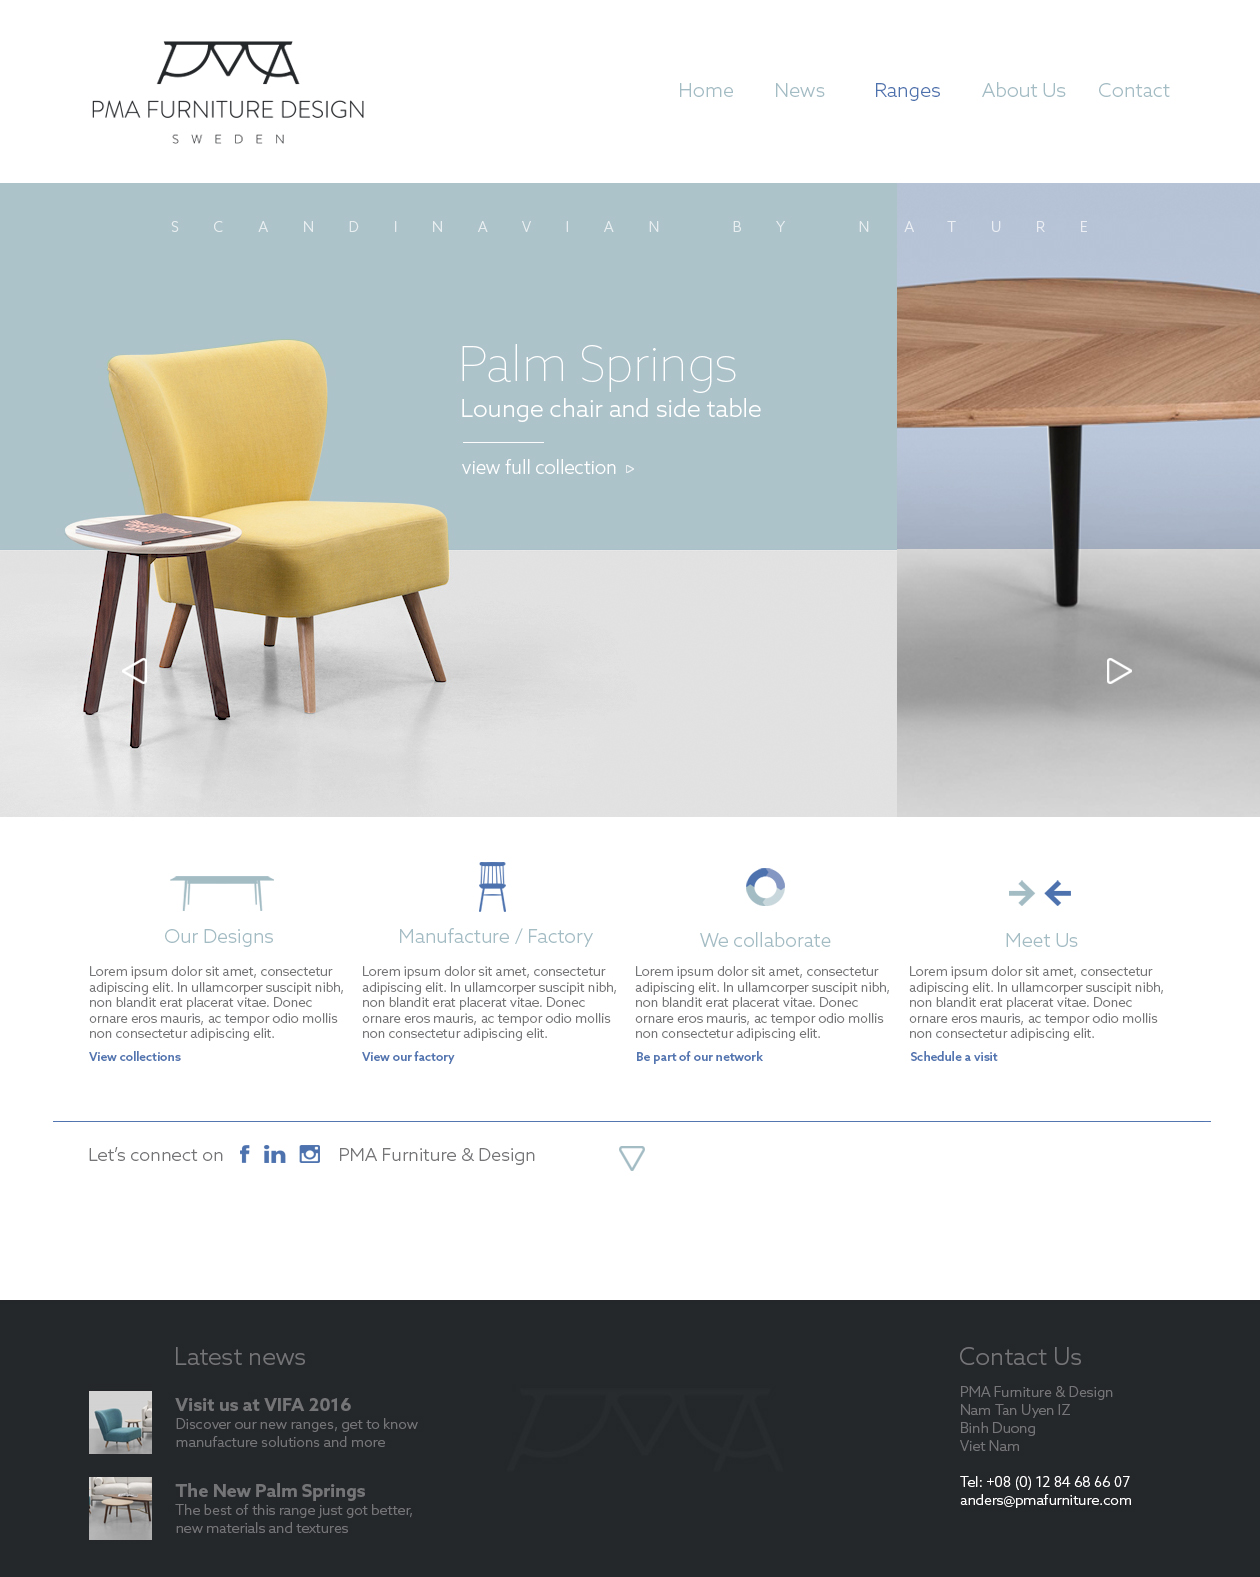 PMA
PMA FURNITURE DESIGN
SWEDEN
Home News Ranges About Us Contact
SCANDINAVIAN BY NATURE
Palm Springs
Lounge chair and side table
view full collection
Our Designs
Lorem ipsum dolor sit amet, consectetur
adipiscing elit. In ullamcorper suscipit nibh,
non blandit erat placerat vitae. Donec
ornare eros mauris, ac tempor odio mollis
non consectetur adipiscing elit.
View collections
Manufacture / Factory
Lorem ipsum dolor sit amet, consectetur
adipiscing elit. In ullamcorper suscipit nibh,
non blandit erat placerat vitae. Donec
ornare eros mauris, ac tempor odio mollis
non consectetur adipiscing elit.
View our factory
We collaborate
Lorem ipsum dolor sit amet, consectetur
adipiscing elit. In ullamcorper suscipit nibh,
non blandit erat placerat vitae. Donec
ornare eros mauris, ac tempor odio mollis
non consectetur adipiscing elit.
Be part of our network
Meet Us
Lorem ipsum dolor sit amet, consectetur
adipiscing elit. In ullamcorper suscipit nibh,
non blandit erat placerat vitae. Donec
ornare eros mauris, ac tempor odio mollis
non consectetur adipiscing elit.
Schedule a visit
Let's connect on f in PMA Furniture & Design
Latest news
Visit us at VIFA 2016
Discover our new ranges, get to know
manufacture solutions and more
The New Palm Springs
The best of this range just got better,
new materials and textures
PMA
Contact Us
PMA Furniture & Design
Nam Tan Uyen IZ
Binh Duong
Viet Nam
Tel: +08 (0) 12 84 68 66 07
anders@pmafurniture.com